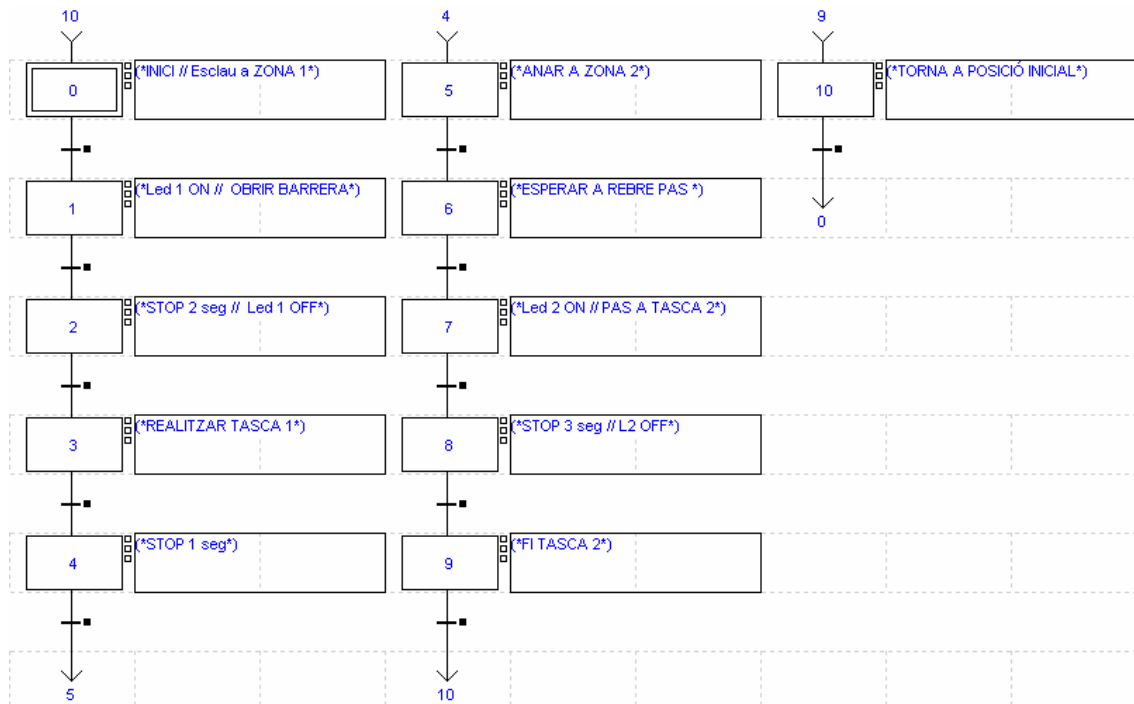 10
0
(*INICI // Esclau a ZONA 1*)
1
(*Led 1 ON // OBRIR BARRERA*)
2
(*STOP 2 seg // Led 1 OFF*)
3
(*REALITZAR TASCA 1*)
4
(*STOP 1 seg*)
5
4
5
(*ANAR A ZONA 2*)
6
(*ESPERAR A REBRE PAS *)
7
(*Led 2 ON // PAS A TASCA 2*)
8
(*STOP 3 seg // L2 OFF*)
9
(*FI TASCA 2*)
10
9
10
(*TORNA A POSICIÓ INICIAL*)
0